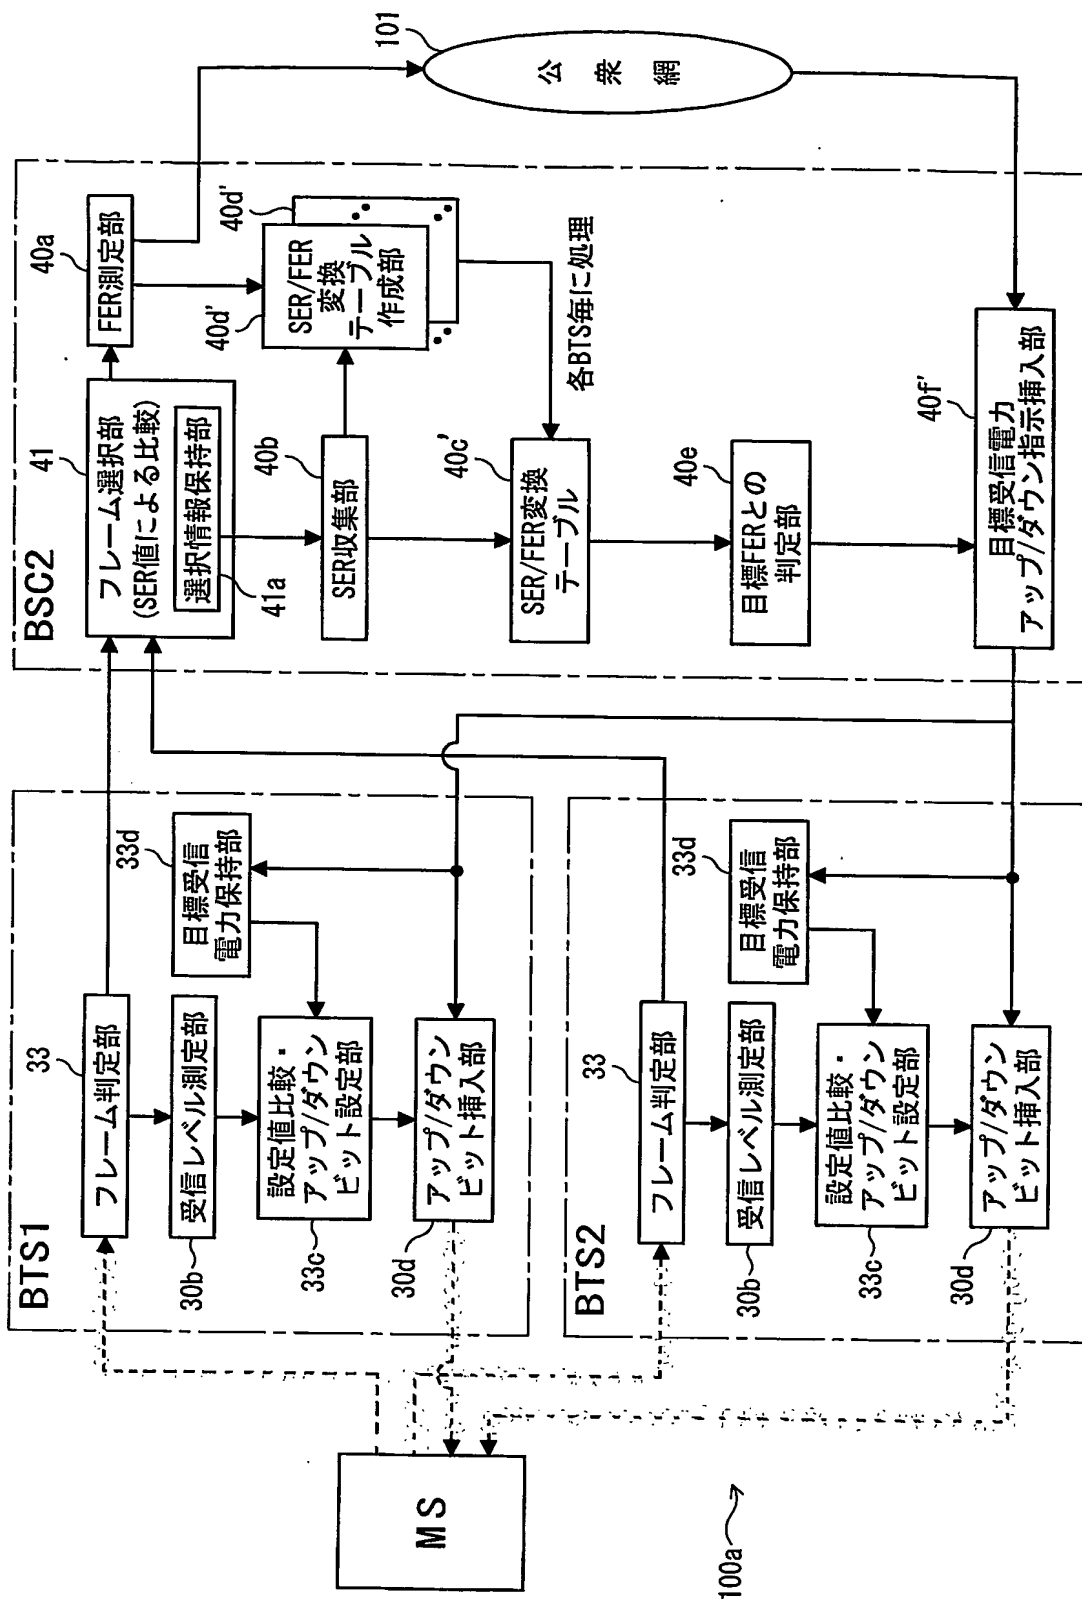 BTS1
33
フレーム判定部
受信レベル測定部
30b
設定値比較・
アップ/ダウン
ビット設定部
33c
アップ/ダウン
ビット挿入部
30d
33d
目標受信
電力保持部
BTS2
33
フレーム判定部
受信レベル測定部
30b
設定値比較・
アップ/ダウン
ビット設定部
33c
アップ/ダウン
ビット挿入部
30d
33d
目標受信
電力保持部
MS
100a
BSC2
41
フレーム選択部
(SER値による比較)
選択情報保持部
41a
40a
FER測定部
40b
SER収集部
40d'
40d'
SER/FER
変換
テーブル
作成部
各BTS毎に処理
40c'
SER/FER変換
テーブル
40e
目標FERとの
判定部
40f'
目標受信電力
アップ/ダウン指示挿入部
101
公衆網